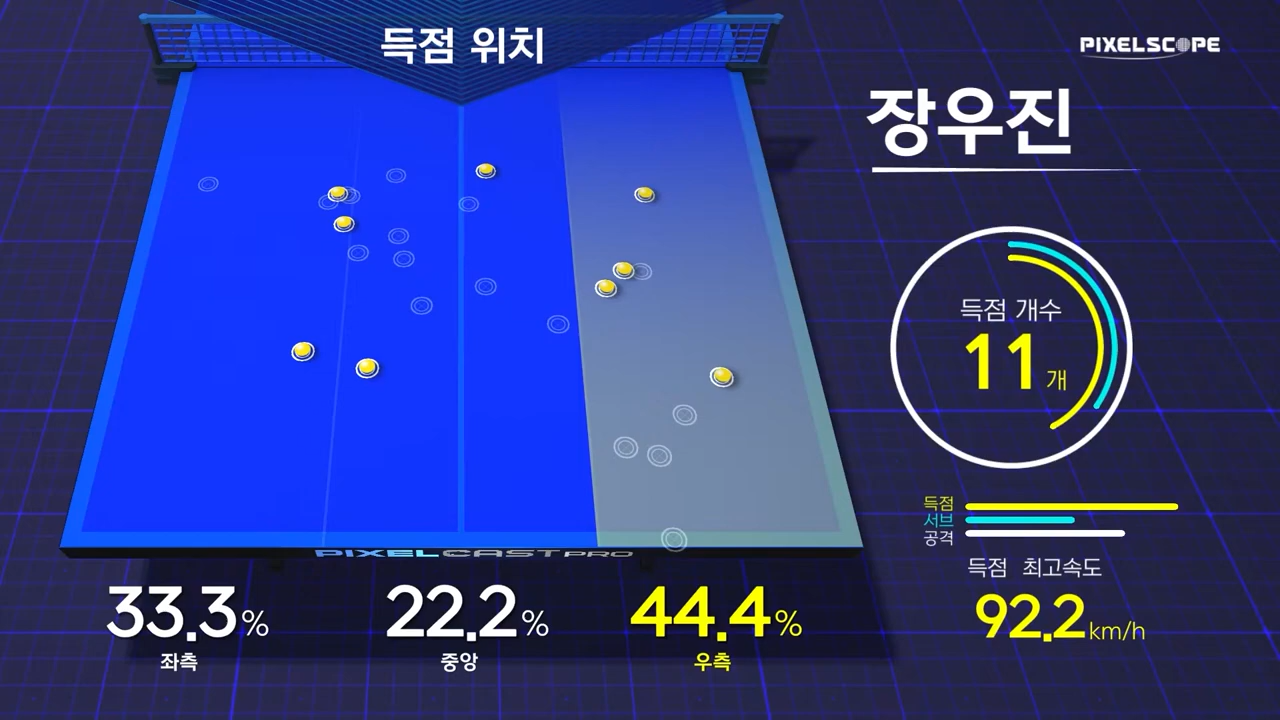 득점 위치
PIXELSCOPE
장우진
득점 개수
11개
득점
서브
공격
득점 최고속도
92.2km/h
PIXELCAST PRO
33.3%
22.2%
44.4%
좌측
중앙
우측